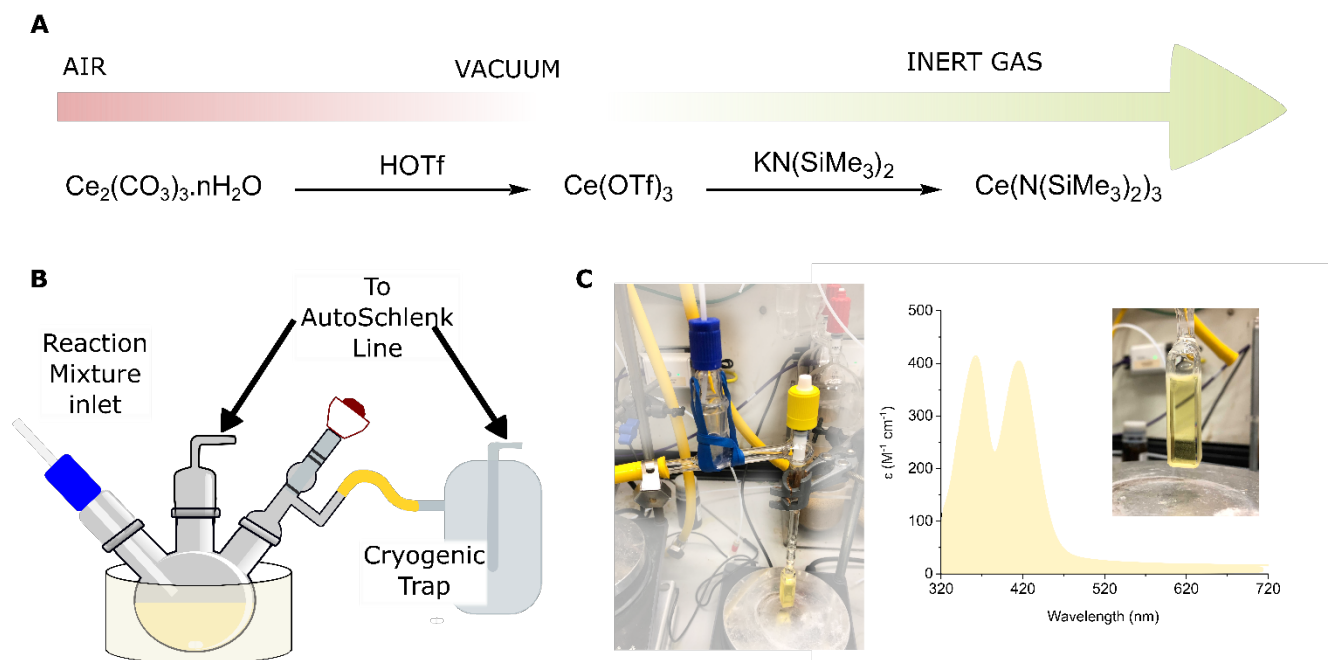 A
AIR
VACUUM
INERT GAS
Ce₂(CO₃)₃.nH₂O
HOTf
Ce(OTf)₃
KN(SiMe₃)₂
Ce(N(SiMe₃)₂)₃
B
To
AutoSchlenk
Line
Reaction
Mixture
inlet
Cryogenic
Trap
C
500
400
300
200
100
0
ε (M⁻¹ cm⁻¹)
320
420
520
620
720
Wavelength (nm)